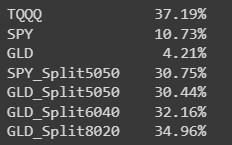 TQQQ 37.19%
SPY 10.73%
GLD 4.21%
SPY_Split5050 30.75%
GLD_Split5050 30.44%
GLD_Split6040 32.16%
GLD_Split8020 34.96%